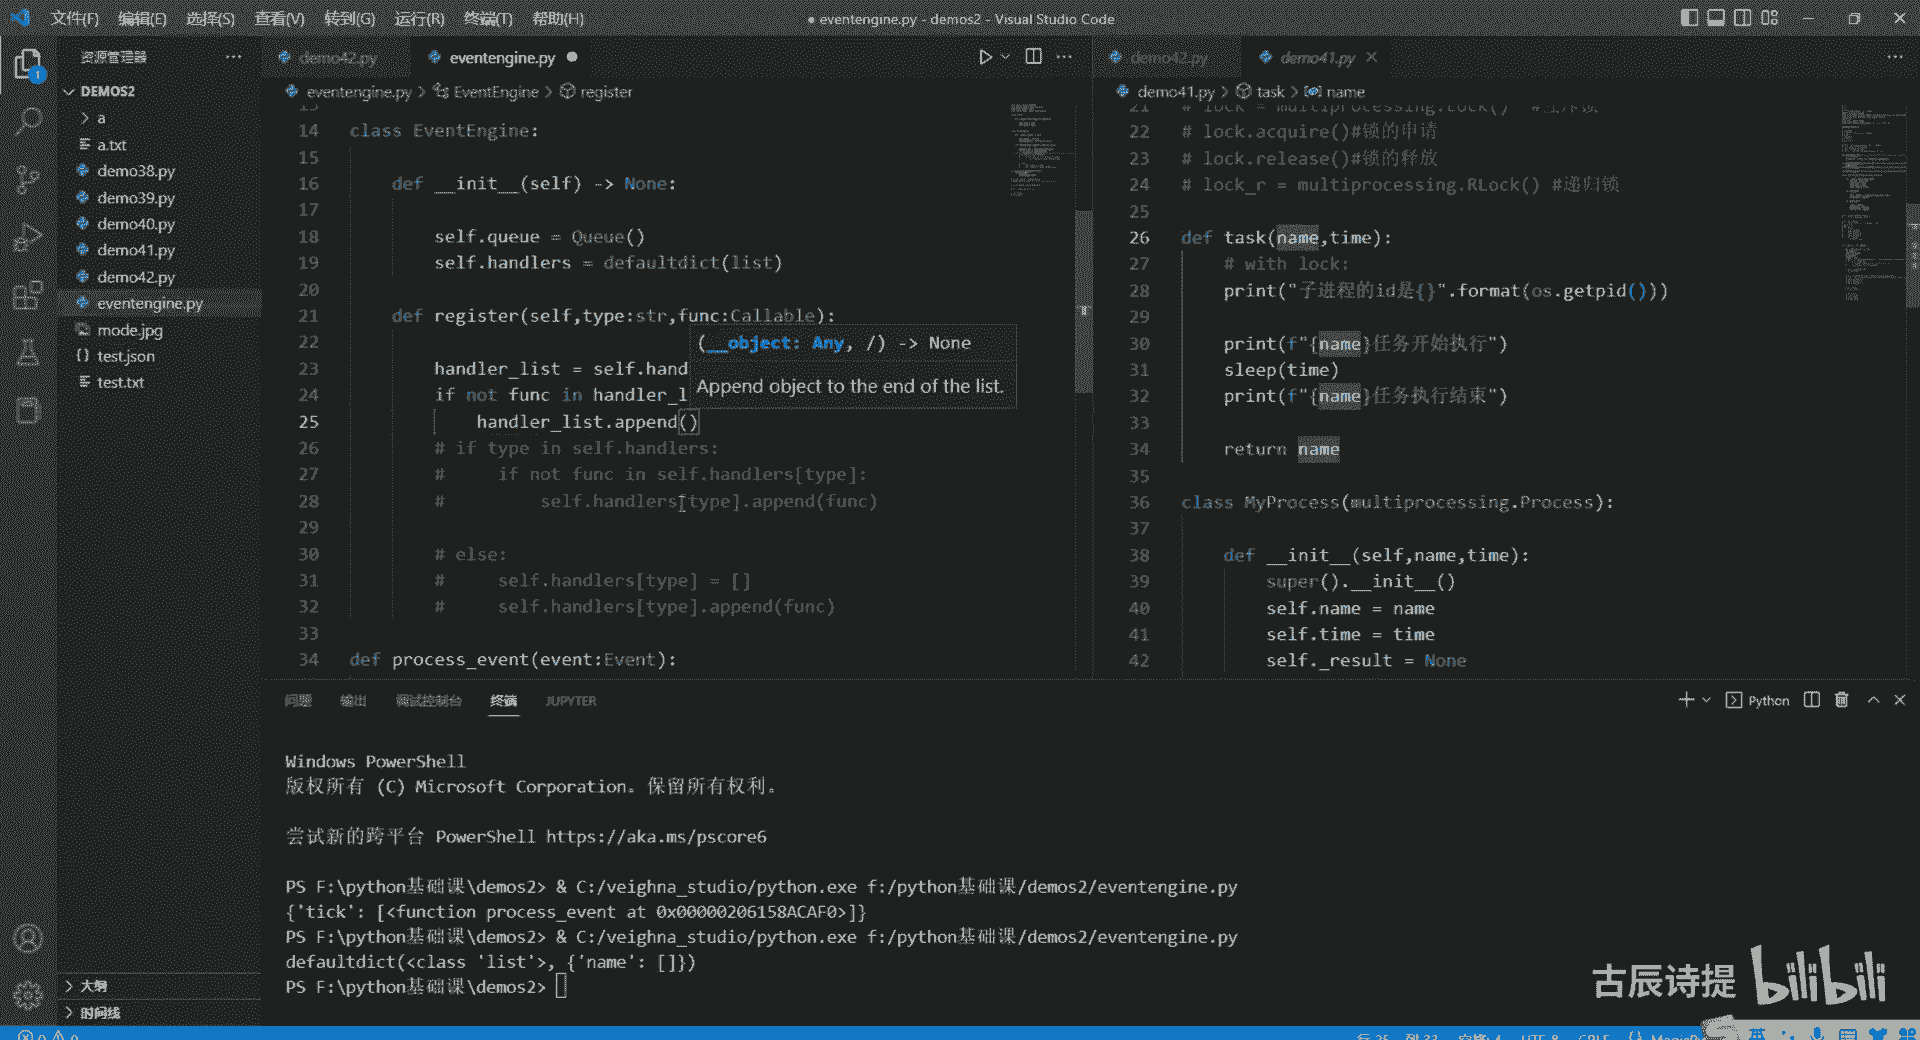 文件(F) 编辑(E) 选择(S) 查看(V) 转到(G) 运行(R) 终端(T) 帮助(H)
● eventengine.py - demos2 - Visual Studio Code
资源管理器
DEMOS2
a
a.txt
demo38.py
demo39.py
demo40.py
demo41.py
demo42.py
eventengine.py
mode.jpg
test.json
test.txt
大纲
时间线
1
demo42.py eventengine.py
eventengine.py > EventEngine > register
14 class EventEngine:
15
16 def __init__(self) -> None:
17
18 self.queue = Queue()
19 self.handlers = defaultdict(list)
20
21 def register(self,type:str,func:Callable):
22
23 handler_list = self.hand
24 if not func in handler_l
25 handler_list.append()
26 # if type in self.handlers:
27 # if not func in self.handlers[type]:
28 # self.handlers[type].append(func)
29
30 # else:
31 # self.handlers[type] = []
32 # self.handlers[type].append(func)
33
34 def process_event(event:Event):
(__object: Any, /) -> None
Append object to the end of the list.
demo42.py demo41.py
demo41.py > task > name
21 # lock = multiprocessing.Lock()
22 # lock.acquire()#锁的申请
23 # lock.release()#锁的释放
24 # lock_r = multiprocessing.RLock() #递归锁
25
26 def task(name,time):
27 # with lock:
28 print("子进程的id是{}".format(os.getpid()))
29
30 print(f"{name}任务开始执行")
31 sleep(time)
32 print(f"{name}任务执行结束")
33
34 return name
35
36 class MyProcess(multiprocessing.Process):
37
38 def __init__(self,name,time):
39 super().__init__()
40 self.name = name
41 self.time = time
42 self._result = None
问题 输出 调试控制台 终端 JUPYTER
Python
Windows PowerShell
版权所有 (C) Microsoft Corporation。保留所有权利。
尝试新的跨平台 PowerShell https://aka.ms/pscore6
PS F:\python基础课\demos2> & C:/veighna_studio/python.exe f:/python基础课/demos2/eventengine.py
{'tick': [<function process_event at 0x00000206158ACAF0>]}
PS F:\python基础课\demos2> & C:/veighna_studio/python.exe f:/python基础课/demos2/eventengine.py
defaultdict(<class 'list'>, {'name': []})
PS F:\python基础课\demos2>
古辰诗提 bilibili